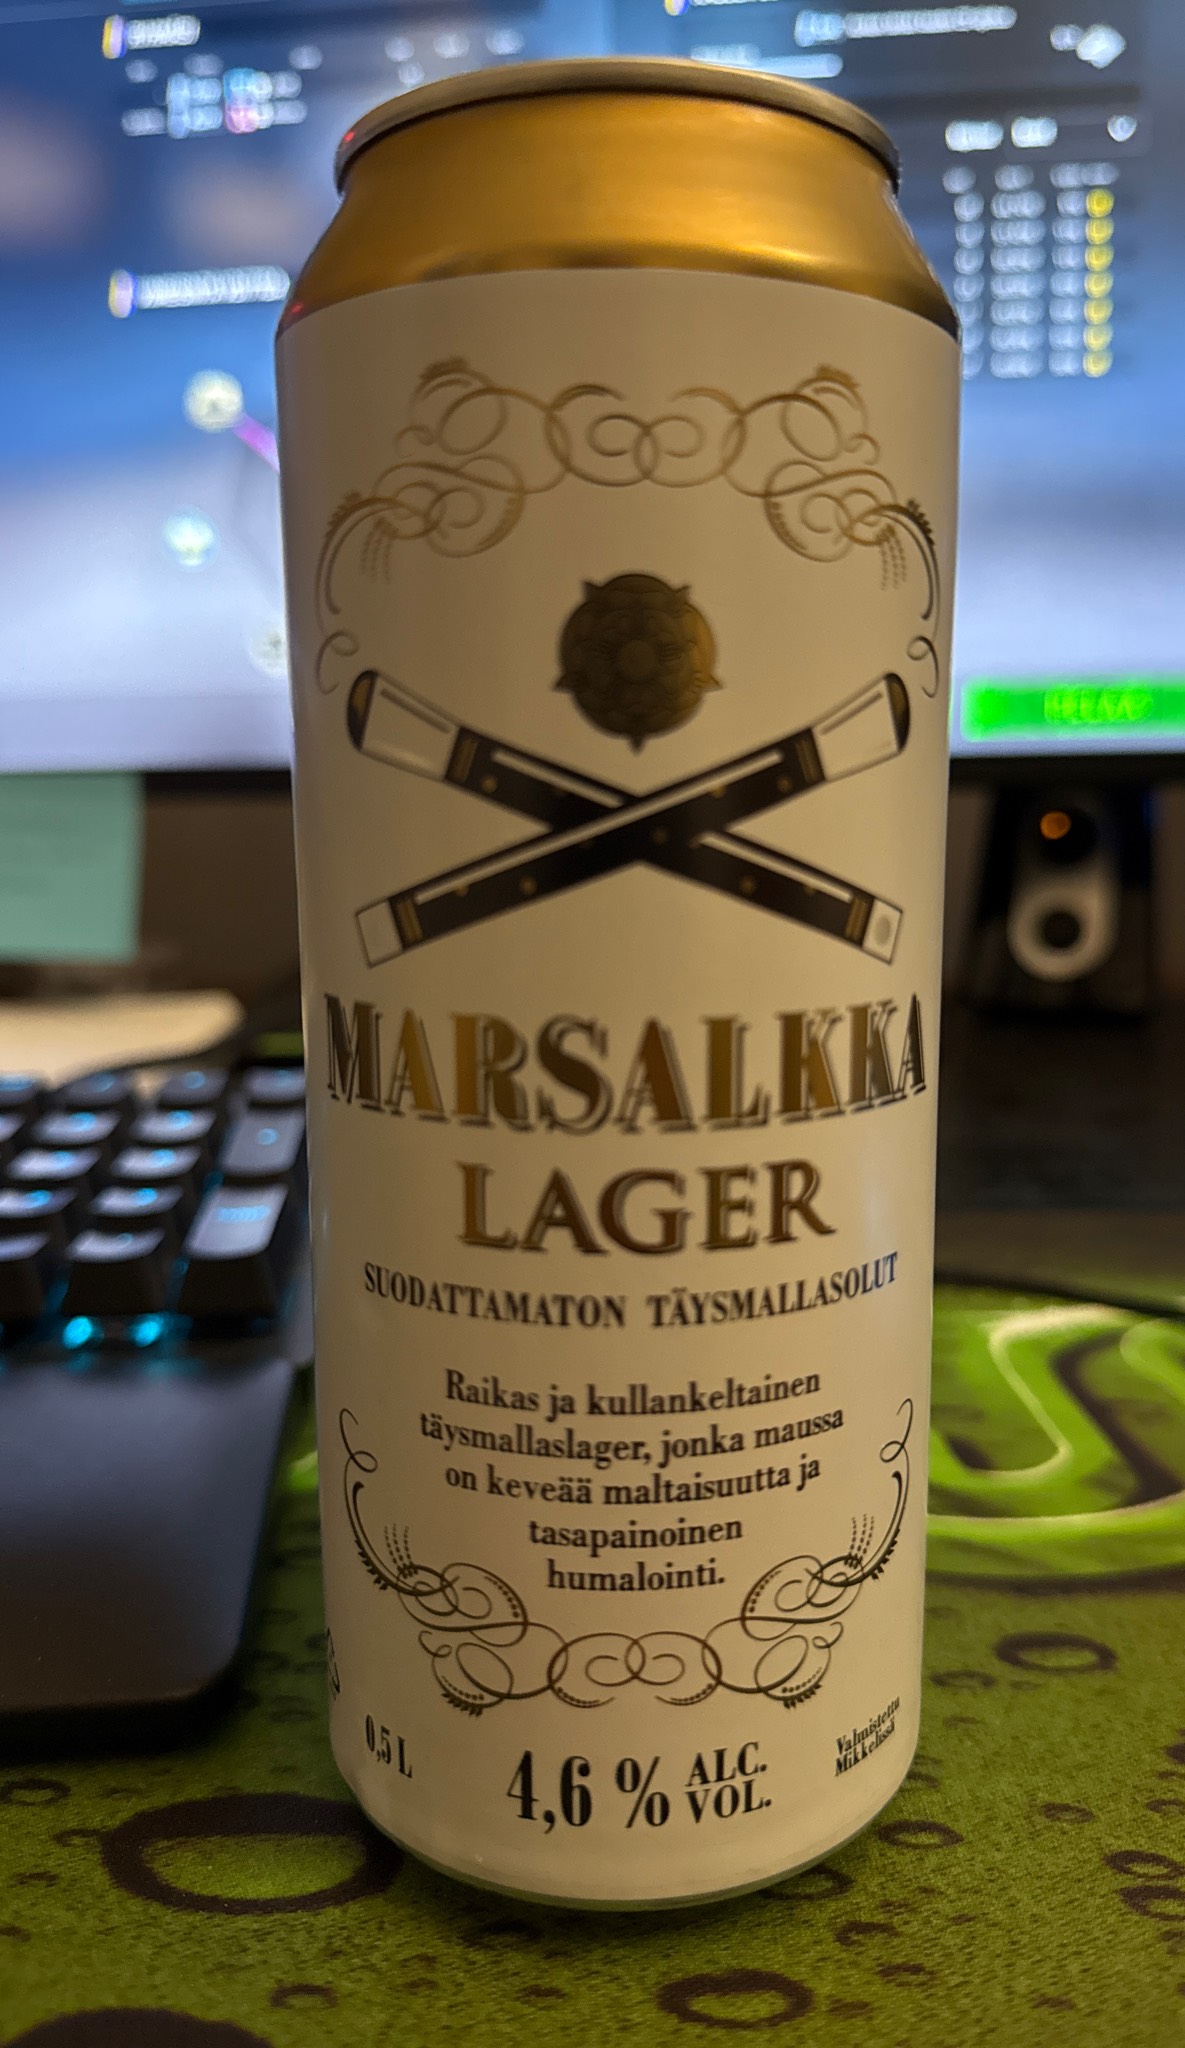 MARSALKKA
LAGER
SUODATTAMATON TÄYSMALLASOLUT
Raikas ja kullankeltainen
täysmallaslager, jonka maussa
on keveää maltaisuutta ja
tasapainoinen
humalointi.
0,5 L
4,6 % ALC.
VOL.
Valmistettu
Mikkelissä